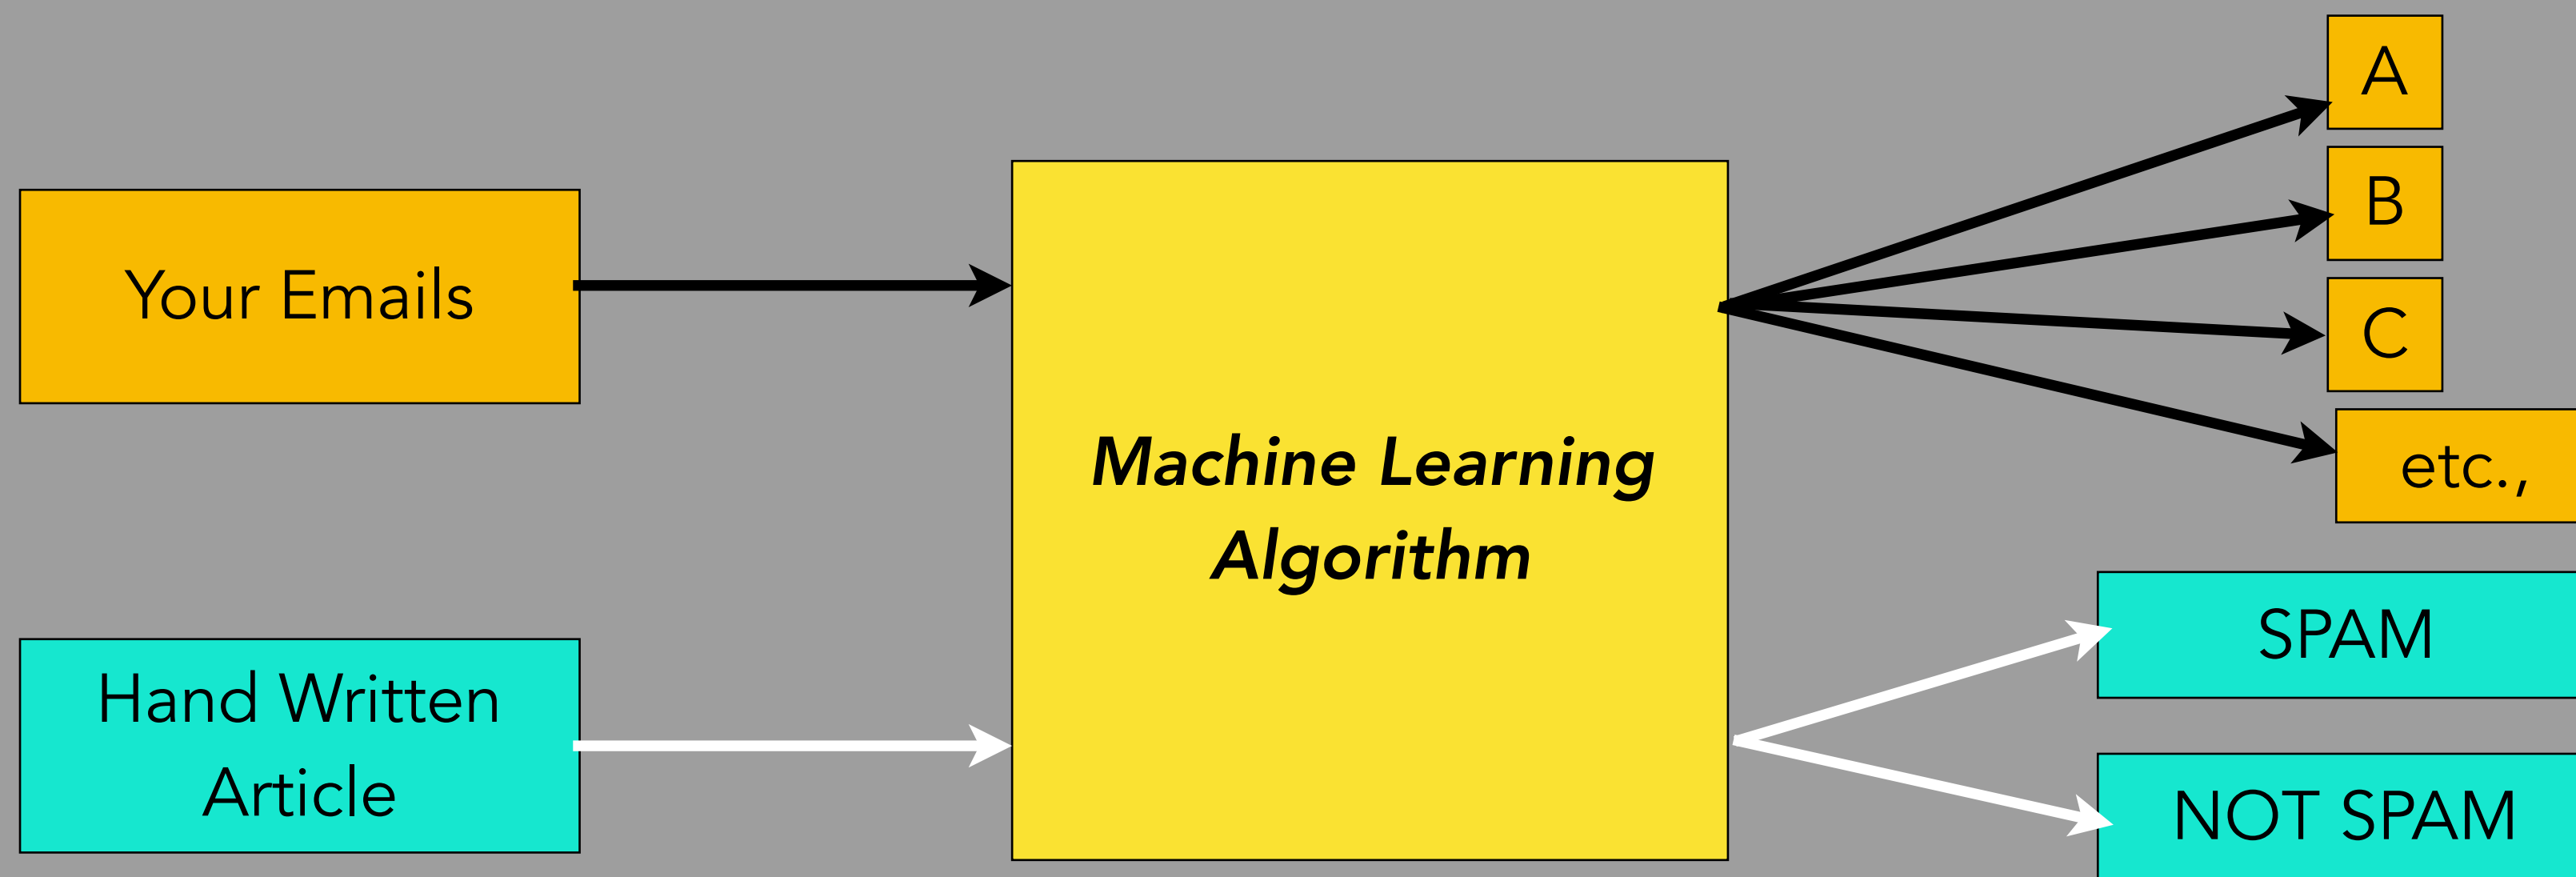 Your Emails
Hand Written
Article
Machine Learning
Algorithm
A
B
C
etc.,
SPAM
NOT SPAM